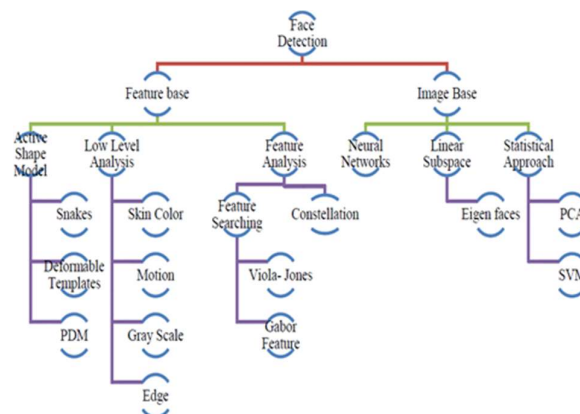 Face
Detection
Feature base
Image Base
Active
Shape
Model
Low Level
Analysis
Feature
Analysis
Neural
Networks
Linear
Subspace
Statistical
Approach
Snakes
Skin Color
Feature
Searching
Constellation
Eigen faces
PCA
Deformable
Templates
Motion
Viola- Jones
SVM
PDM
Gray Scale
Gabor
Feature
Edge